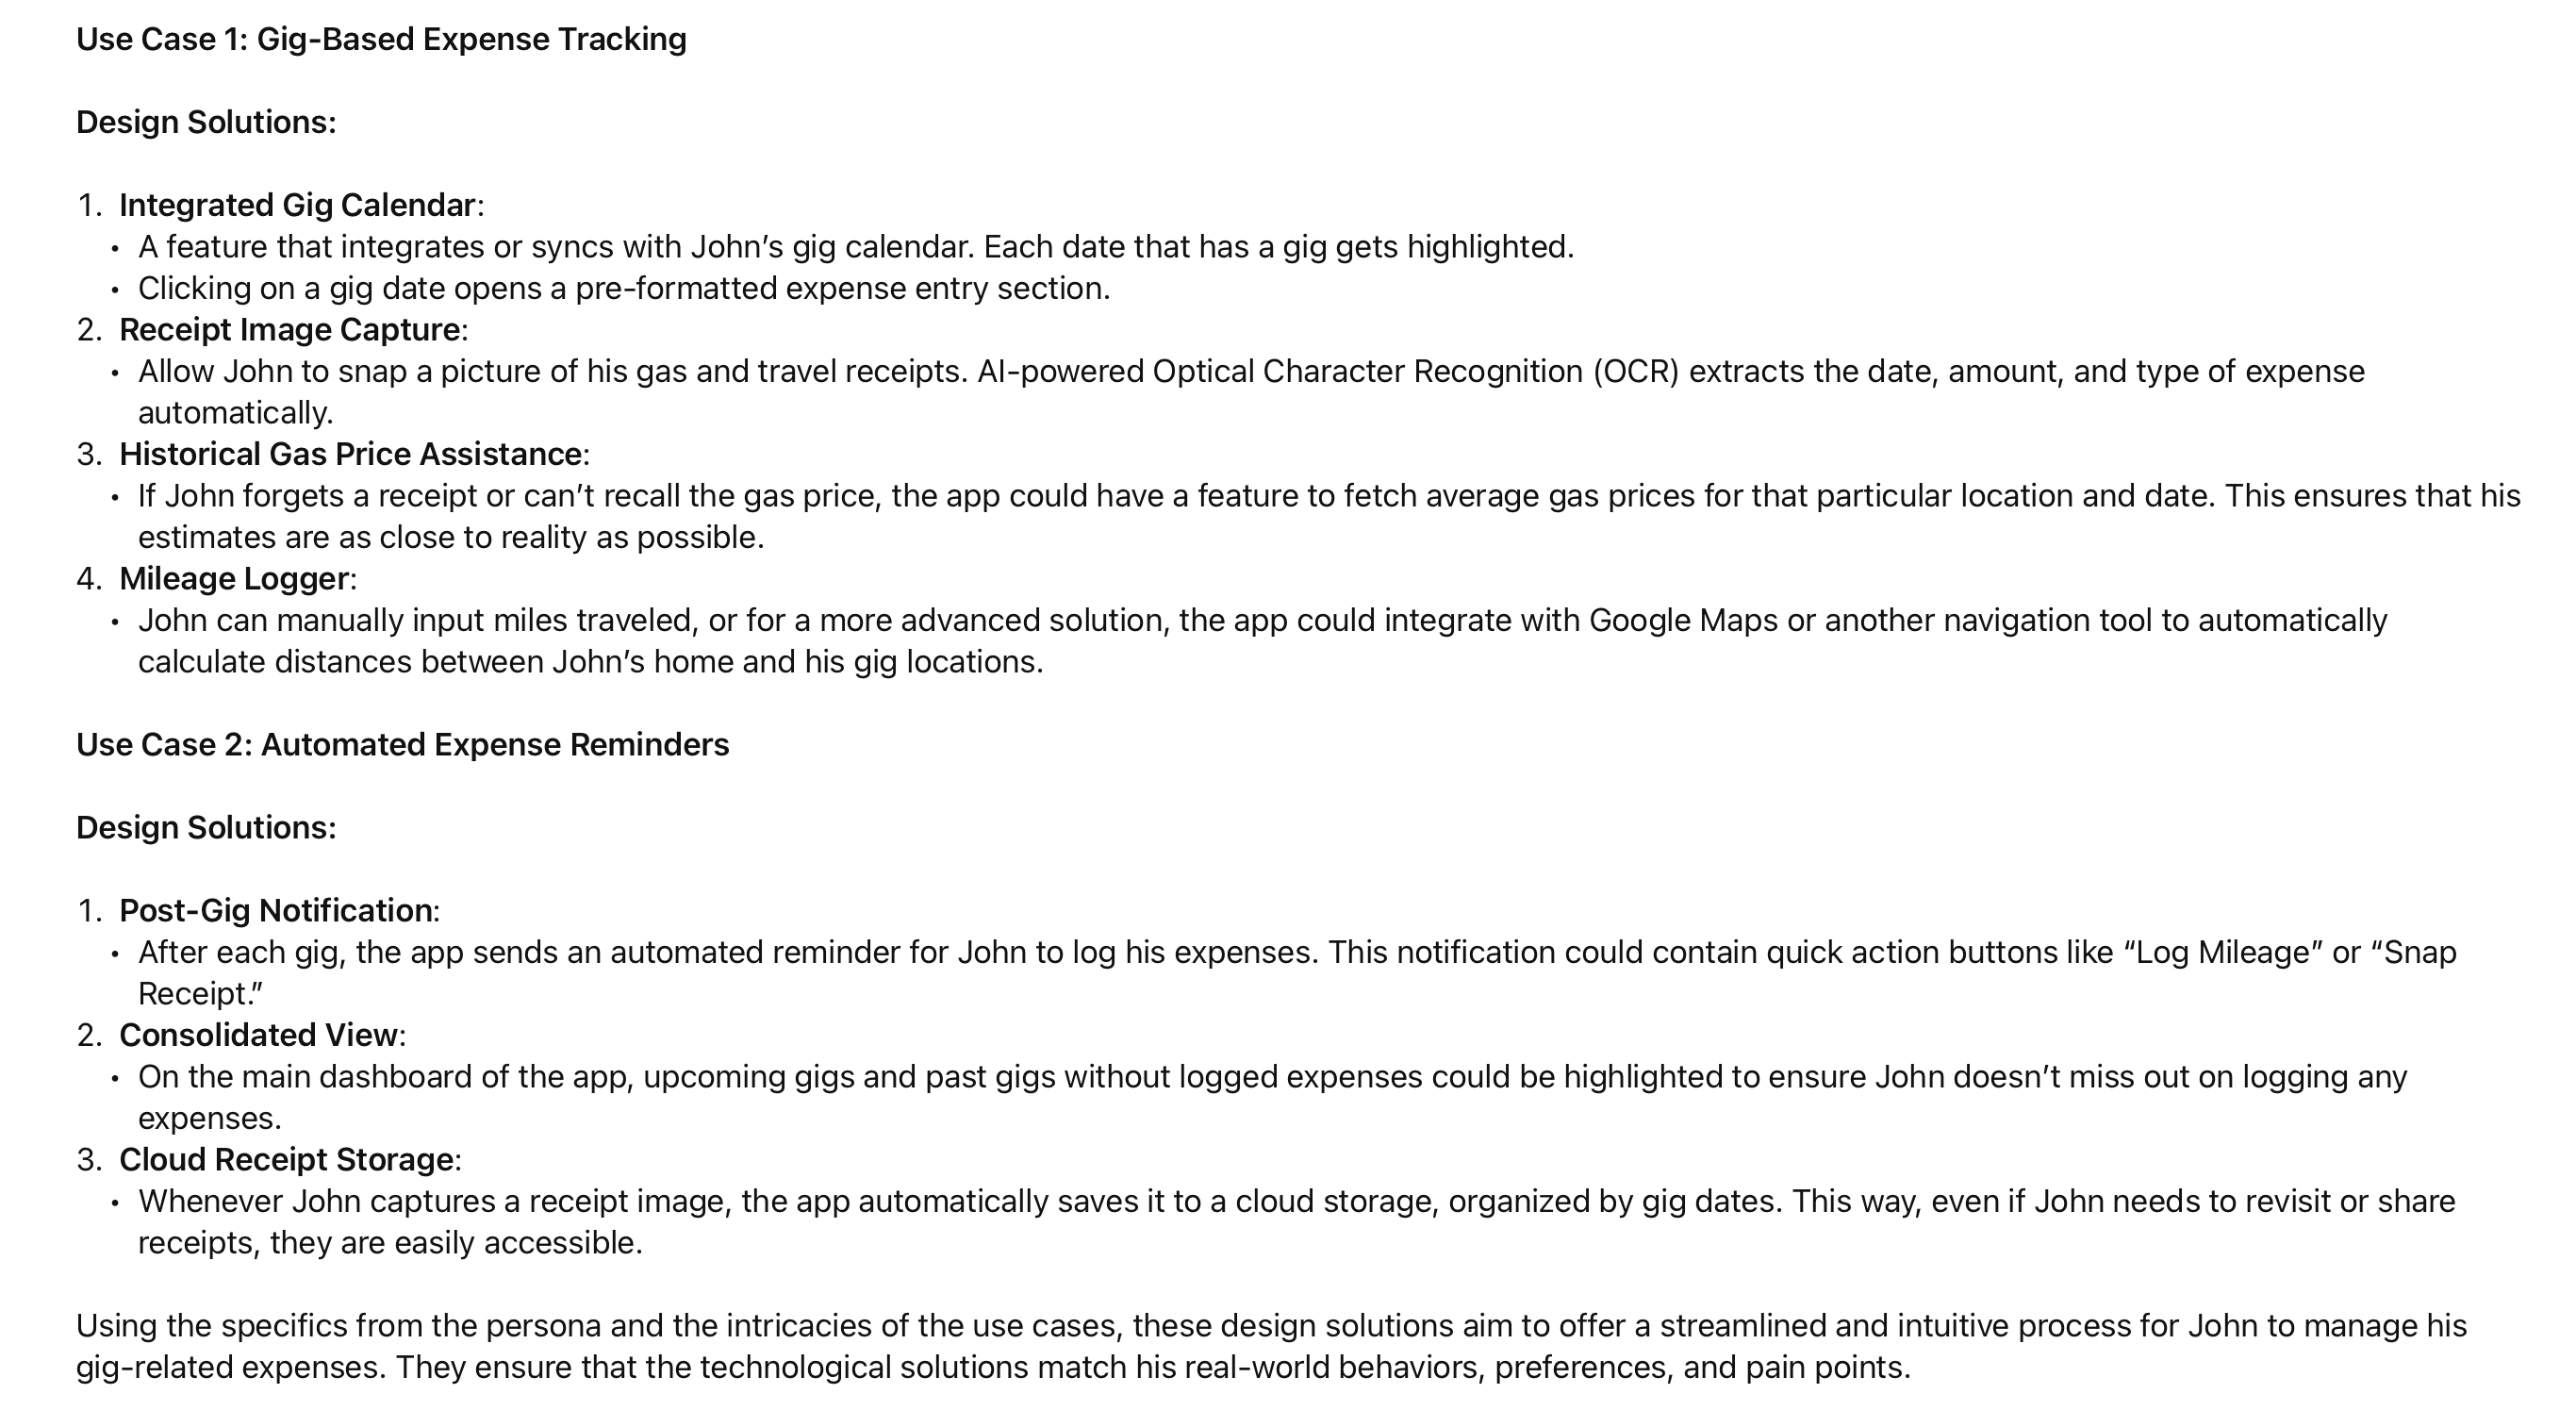 Use Case 1: Gig-Based Expense Tracking
Design Solutions:
1. Integrated Gig Calendar:
• A feature that integrates or syncs with John’s gig calendar. Each date that has a gig gets highlighted.
• Clicking on a gig date opens a pre-formatted expense entry section.
2. Receipt Image Capture:
• Allow John to snap a picture of his gas and travel receipts. AI-powered Optical Character Recognition (OCR) extracts the date, amount, and type of expense
automatically.
3. Historical Gas Price Assistance:
• If John forgets a receipt or can’t recall the gas price, the app could have a feature to fetch average gas prices for that particular location and date. This ensures that his
estimates are as close to reality as possible.
4. Mileage Logger:
• John can manually input miles traveled, or for a more advanced solution, the app could integrate with Google Maps or another navigation tool to automatically
calculate distances between John’s home and his gig locations.
Use Case 2: Automated Expense Reminders
Design Solutions:
1. Post-Gig Notification:
• After each gig, the app sends an automated reminder for John to log his expenses. This notification could contain quick action buttons like “Log Mileage” or “Snap
Receipt.”
2. Consolidated View:
• On the main dashboard of the app, upcoming gigs and past gigs without logged expenses could be highlighted to ensure John doesn’t miss out on logging any
expenses.
3. Cloud Receipt Storage:
• Whenever John captures a receipt image, the app automatically saves it to a cloud storage, organized by gig dates. This way, even if John needs to revisit or share
receipts, they are easily accessible.
Using the specifics from the persona and the intricacies of the use cases, these design solutions aim to offer a streamlined and intuitive process for John to manage his
gig-related expenses. They ensure that the technological solutions match his real-world behaviors, preferences, and pain points.